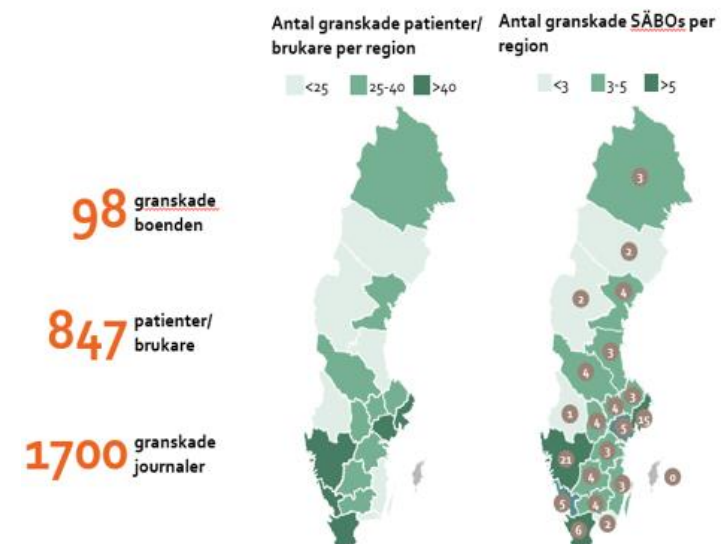 Antal granskade patienter/
brukare per region
<25 25-40 >40
Antal granskade SÄBOs per
region
<3 3-5 >5
98 granskade
boenden
847 patienter/
brukare
1700 granskade
journaler
3
2
2
4
3
4
3
4
15
1
4
5
3
21
4
3
5
4
2
6
0